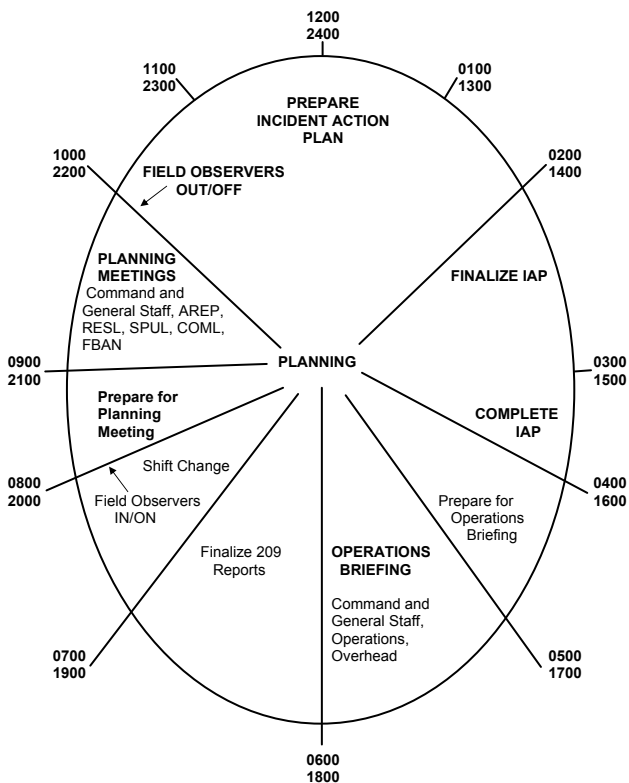 1200
2400
1100
2300
0100
1300
PREPARE
INCIDENT ACTION
PLAN
1000
2200
0200
1400
FIELD OBSERVERS
OUT/OFF
PLANNING
MEETINGS
Command and
General Staff, AREP,
RESL, SPUL, COML,
FBAN
FINALIZE IAP
0900
2100
PLANNING
0300
1500
Prepare for
Planning
Meeting
COMPLETE
IAP
0800
2000
Shift Change
Field Observers
IN/ON
0400
1600
Prepare for
Operations
Briefing
Finalize 209
Reports
OPERATIONS
BRIEFING
Command and
General Staff,
Operations,
Overhead
0700
1900
0500
1700
0600
1800